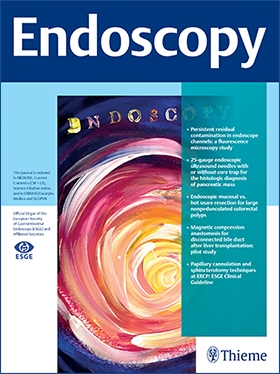 Endoscopy
ENDOSCOPY
This journal is indexed
in MEDLINE, Current
Contents (CM + LS),
Science Citation Index,
and in EMBASE/Excerpta
Medica and SCOPUS
Official Organ of the
European Society
of Gastrointestinal
Endoscopy (ESGE) and
Affiliated Societies
ESGE
• Persistent residual
contamination in endoscope
channels: a fluorescence
microscopy study
• 25-gauge endoscopic
ultrasound needles with
or without core trap for
the histologic diagnosis
of pancreatic mass
• Endoscopic mucosal vs.
hot snare resection for large
nonpedunculated colorectal
polyps
• Magnetic compression
anastomosis for
disconnected bile duct
after liver transplantation:
pilot study
• Papillary cannulation and
sphincterotomy techniques
at ERCP: ESGE Clinical
Guideline
Thieme